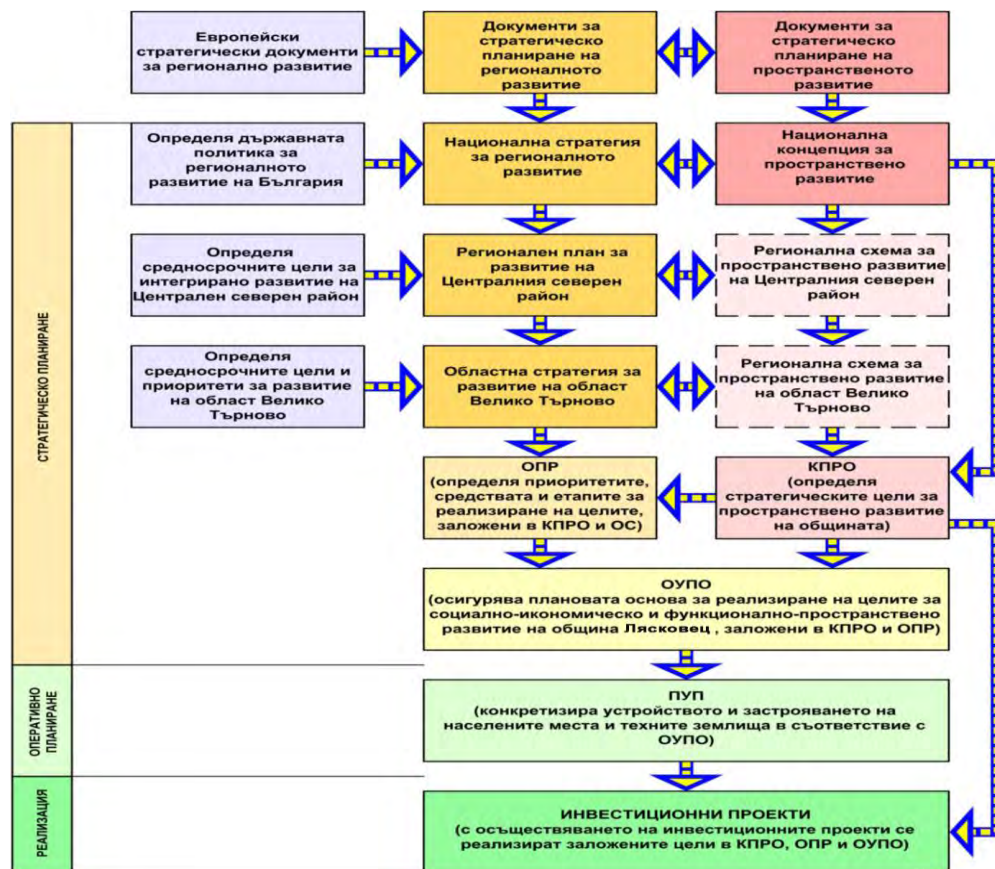 Европейски
стратегически документи
за регионално развитие
Документи за
стратегическо
планиране на
регионалното
развитие
Документи за
стратегическо
планиране на
пространственото
развитие
СТРАТЕГИЧЕСКО ПЛАНИРАНЕ
Определя държавната
политика за
регионалното
развитие на България
Национална стратегия
за регионалното
развитие
Национална
концепция за
пространствено
развитие
Определя
средносрочните цели за
интегрирано развитие на
Централен северен район
Регионален план за
развитие на
Централния северен
район
Регионална схема за
пространствено развитие
на Централния северен
район
Определя
средносрочните цели и
приоритети за развитие
на област Велико
Търново
Областна стратегия за
развитие на област
Велико Търново
Регионална схема за
пространствено развитие
на област Велико
Търново
ОПР
(определя приоритетите,
средствата и етапите за
реализиране на целите,
заложени в КПРО и ОС)
КПРО
(определя
стратегическите цели за
пространствено развитие
на общината)
ОУПО
(осигурява плановата основа за реализиране на целите за
социално-икономическо и функционално-пространствено
развитие на община Лясковец , заложени в КПРО и ОПР)
ОПЕРАТИВНО
ПЛАНИРАНЕ
ПУП
(конкретизира устройството и застрояването на
населените места и техните землища в съответствие с
ОУПО)
РЕАЛИЗАЦИЯ
ИНВЕСТИЦИОННИ ПРОЕКТИ
(с осъществяването на инвестиционните проекти се
реализират заложените цели в КПРО, ОПР и ОУПО)